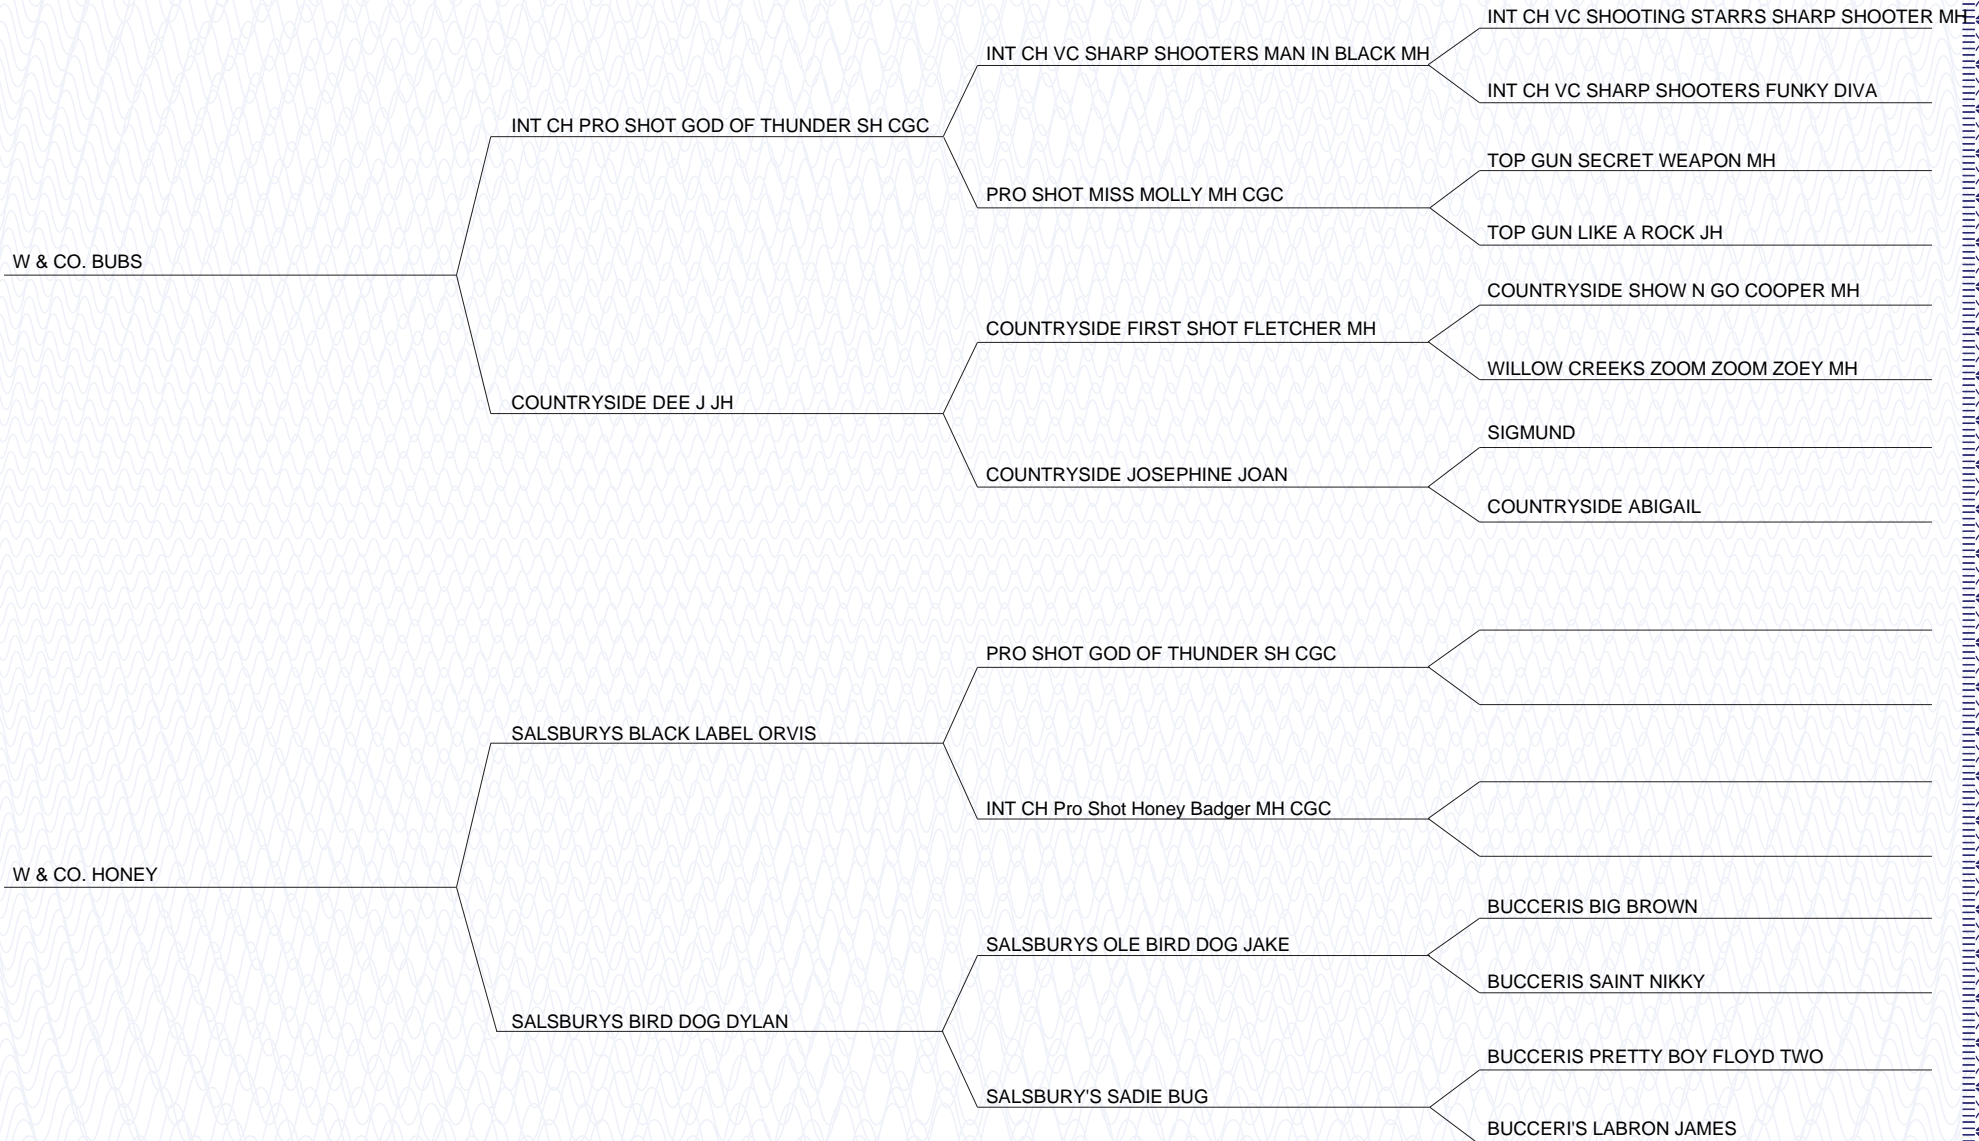 INT CH VC SHOOTING STARRS SHARP SHOOTER MH
INT CH VC SHARP SHOOTERS MAN IN BLACK MH
INT CH VC SHARP SHOOTERS FUNKY DIVA
INT CH PRO SHOT GOD OF THUNDER SH CGC
TOP GUN SECRET WEAPON MH
PRO SHOT MISS MOLLY MH CGC
TOP GUN LIKE A ROCK JH
W & CO. BUBS
COUNTRYSIDE SHOW N GO COOPER MH
COUNTRYSIDE FIRST SHOT FLETCHER MH
WILLOW CREEKS ZOOM ZOOM ZOEY MH
COUNTRYSIDE DEE J JH
SIGMUND
COUNTRYSIDE JOSEPHINE JOAN
COUNTRYSIDE ABIGAIL
PRO SHOT GOD OF THUNDER SH CGC
SALSBURYS BLACK LABEL ORVIS
INT CH Pro Shot Honey Badger MH CGC
W & CO. HONEY
BUCCERIS BIG BROWN
SALSBURYS OLE BIRD DOG JAKE
BUCCERIS SAINT NIKKY
SALSBURYS BIRD DOG DYLAN
BUCCERIS PRETTY BOY FLOYD TWO
SALSBURY'S SADIE BUG
BUCCERI'S LABRON JAMES